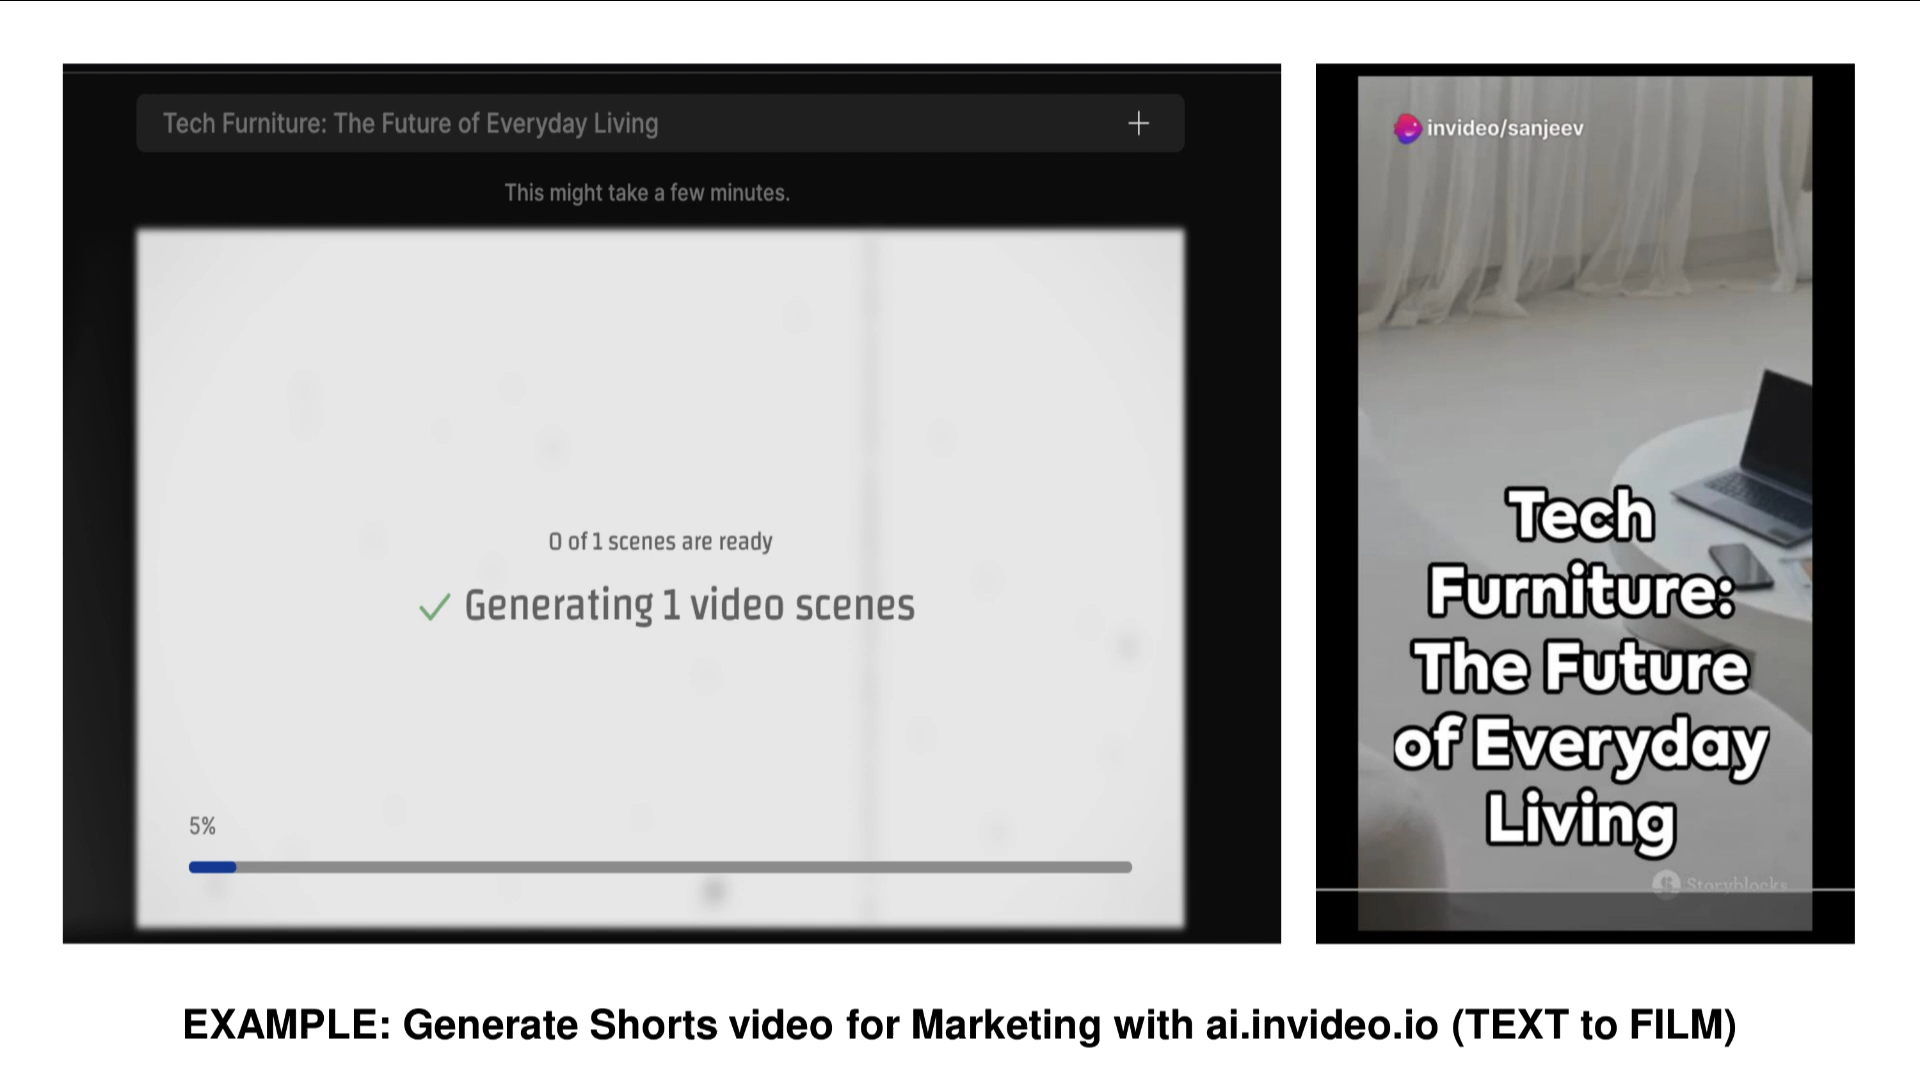 Tech Furniture: The Future of Everyday Living
This might take a few minutes.
0 of 1 scenes are ready
Generating 1 video scenes
5%
invideo/sanjeev
Tech
Furniture:
The Future
of Everyday
Living
Storyblocks
EXAMPLE: Generate Shorts video for Marketing with ai.invideo.io (TEXT to FILM)